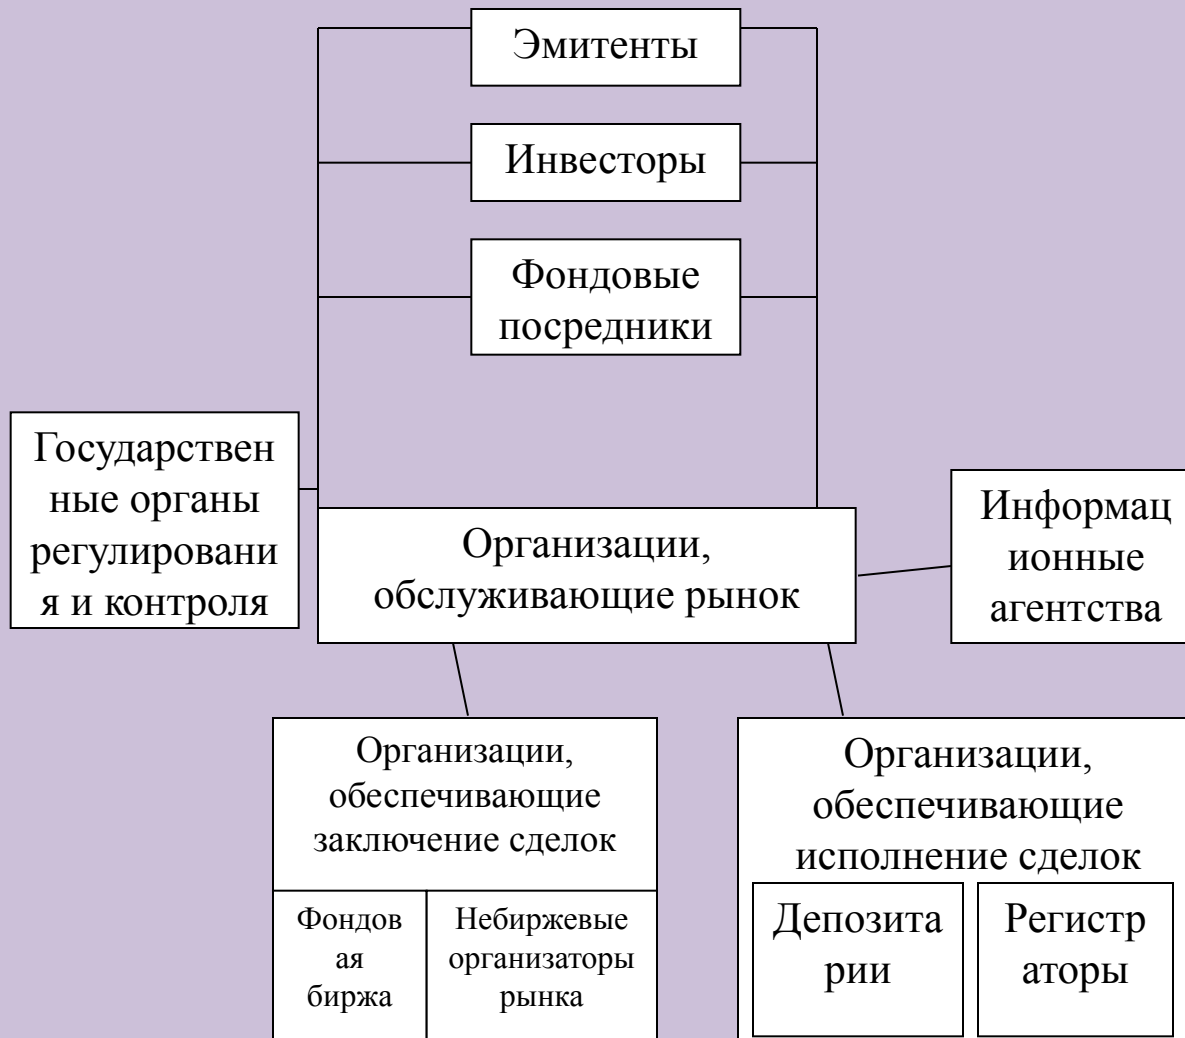 Эмитенты
Инвесторы
Фондовые
посредники
Государствен
ные органы
регулировани
я и контроля
Организации,
обслуживающие рынок
Информац
ионные
агентства
Организации,
обеспечивающие
заключение сделок
Фондов
ая
биржа
Небиржевые
организаторы
рынка
Организации,
обеспечивающие
исполнение сделок
Депозита
рии
Регистр
аторы